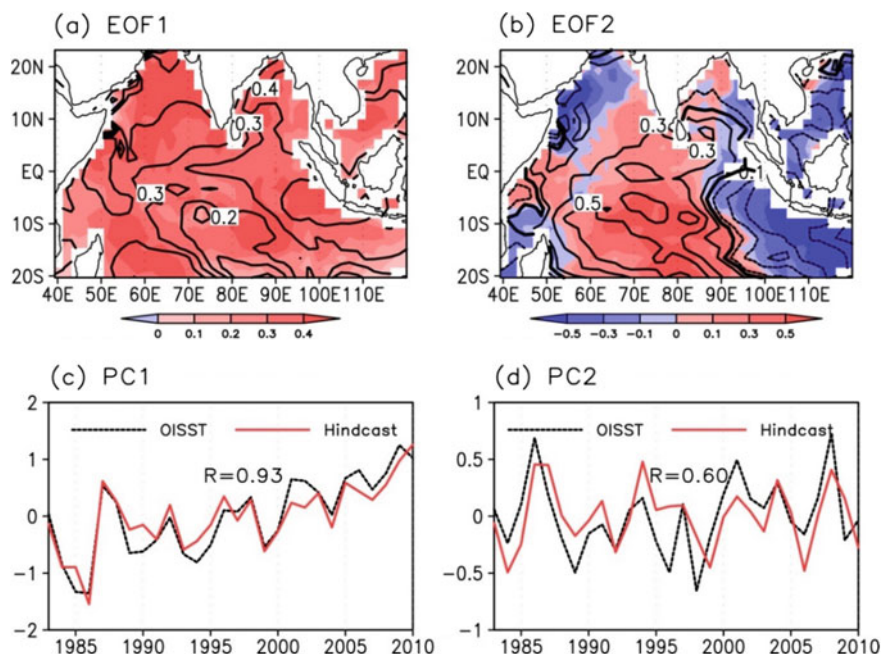 (a) EOF1
(b) EOF2
20N
10N
EQ
10S
20S
0.4
0.3
0.3
0.2
40E 50E 60E 70E 80E 90E 100E 110E
0 0.1 0.2 0.3 0.4
20N
10N
EQ
10S
20S
0.3
0.3
0.1
0.5
40E 50E 60E 70E 80E 90E 100E 110E
-0.5 -0.3 -0.1 0 0.1 0.3 0.5
(c) PC1
(d) PC2
2
1
0
-1
-2
OISST Hindcast
R=0.93
1985 1990 1995 2000 2005 2010
1
0.5
0
-0.5
-1
OISST Hindcast
R=0.60
1985 1990 1995 2000 2005 2010